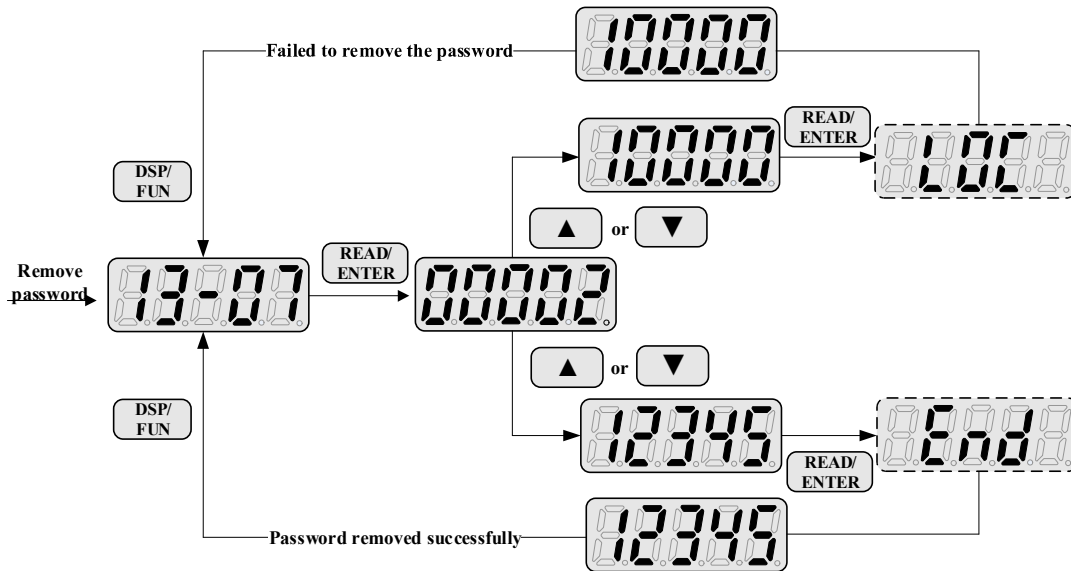 10000
Failed to remove the password
10000
READ/
ENTER
LOC
DSP/
FUN
▲ or ▼
Remove
password
13-07
READ/
ENTER
00002
▲ or ▼
DSP/
FUN
12345
READ/
ENTER
End
Password removed successfully
12345